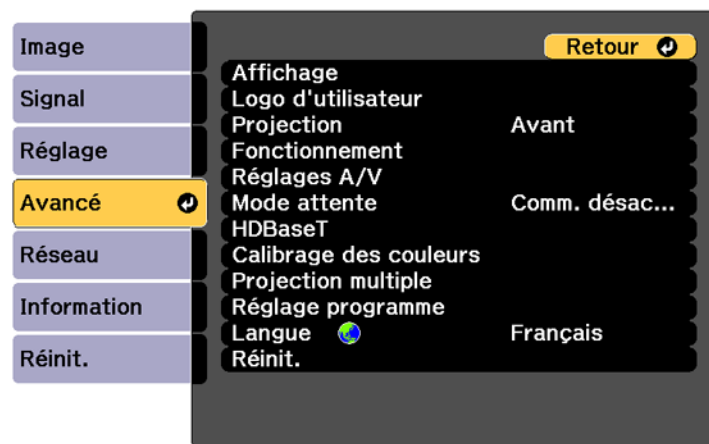 Image
Signal
Réglage
Avancé
Réseau
Information
Réinit.
Retour
Affichage
Logo d'utilisateur
Projection Avant
Fonctionnement
Réglages A/V
Mode attente Comm. désac...
HDBaseT
Calibrage des couleurs
Projection multiple
Réglage programme
Langue Français
Réinit.